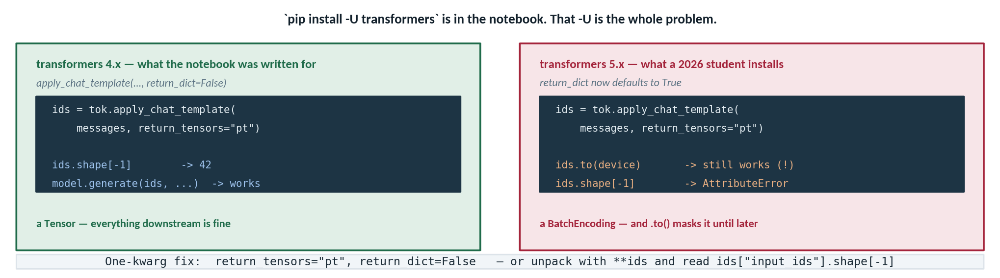 `pip install -U transformers` is in the notebook. That -U is the whole problem.
transformers 4.x — what the notebook was written for
apply_chat_template(..., return_dict=False)
ids = tok.apply_chat_template(
    messages, return_tensors="pt")
ids.shape[-1]        -> 42
model.generate(ids, ...)  -> works
a Tensor — everything downstream is fine
transformers 5.x — what a 2026 student installs
return_dict now defaults to True
ids = tok.apply_chat_template(
    messages, return_tensors="pt")
ids.to(device)       -> still works (!)
ids.shape[-1]        -> AttributeError
a BatchEncoding — and .to() masks it until later
One-kwarg fix:  return_tensors="pt", return_dict=False   — or unpack with **ids and read ids["input_ids"].shape[-1]